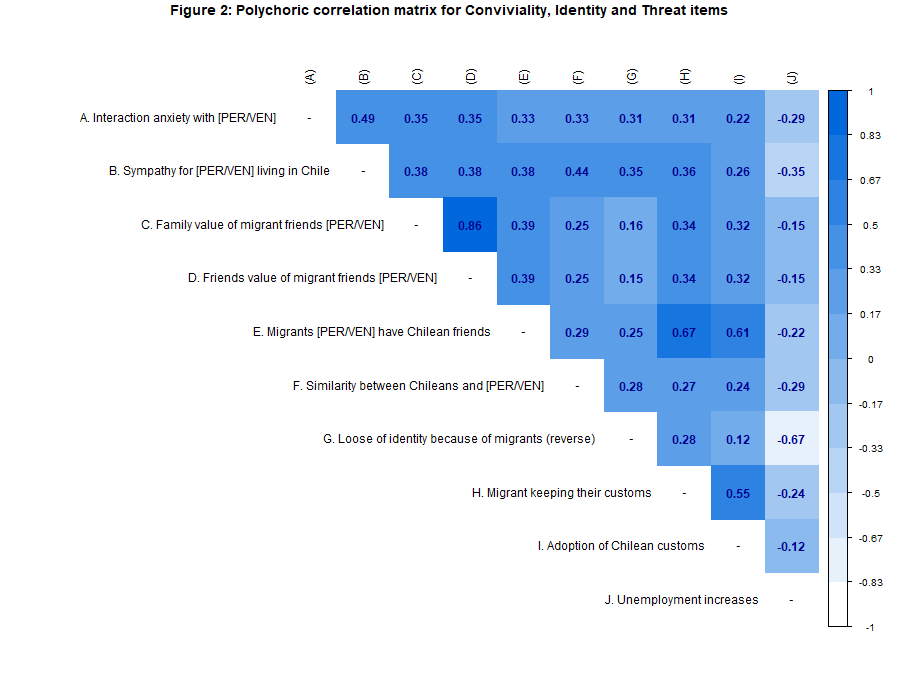 Figure 2: Polychoric correlation matrix for Conviviality, Identity and Threat items
(A) (B) (C) (D) (E) (F) (G) (H) (I) (J)
A. Interaction anxiety with [PER/VEN] - 0.49 0.35 0.35 0.33 0.33 0.31 0.31 0.22 -0.29
B. Sympathy for [PER/VEN] living in Chile - 0.38 0.38 0.38 0.44 0.35 0.36 0.26 -0.35
C. Family value of migrant friends [PER/VEN] - 0.86 0.39 0.25 0.16 0.34 0.32 -0.15
D. Friends value of migrant friends [PER/VEN] - 0.39 0.25 0.15 0.34 0.32 -0.15
E. Migrants [PER/VEN] have Chilean friends - 0.29 0.25 0.67 0.61 -0.22
F. Similarity between Chileans and [PER/VEN] - 0.28 0.27 0.24 -0.29
G. Loose of identity because of migrants (reverse) - 0.28 0.12 -0.67
H. Migrant keeping their customs - 0.55 -0.24
I. Adoption of Chilean customs - -0.12
J. Unemployment increases -
1
0.83
0.67
0.5
0.33
0.17
0
-0.17
-0.33
-0.5
-0.67
-0.83
-1